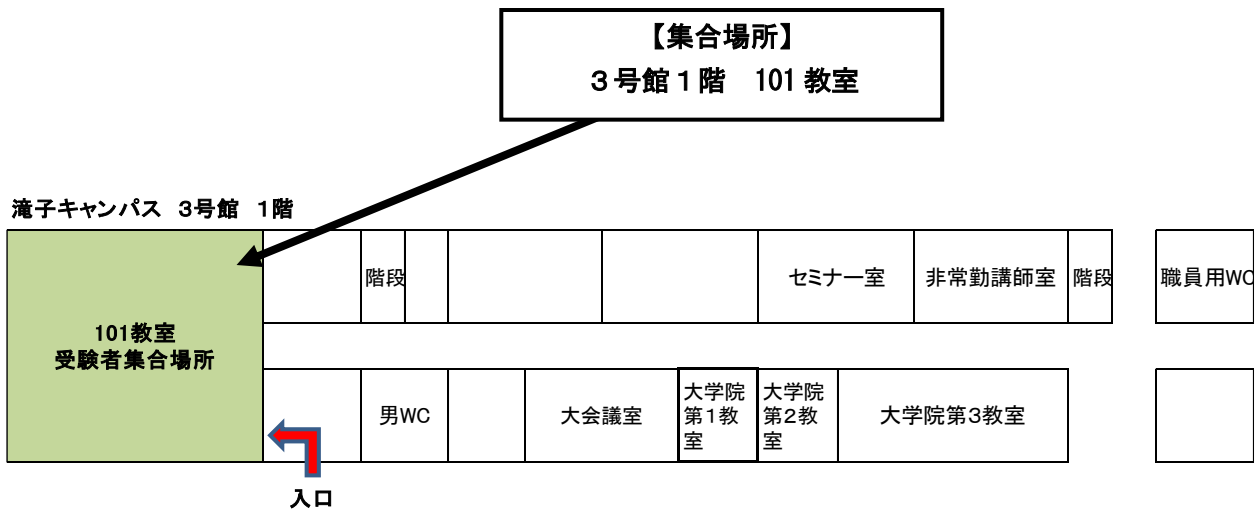 【集合場所】
３号館１階　101 教室
滝子キャンパス　３号館　１階
階段
セミナー室
非常勤講師室
階段
職員用WC
101教室
受験者集合場所
男WC
大会議室
大学院
第１教
室
大学院
第２教
室
大学院第３教室
入口